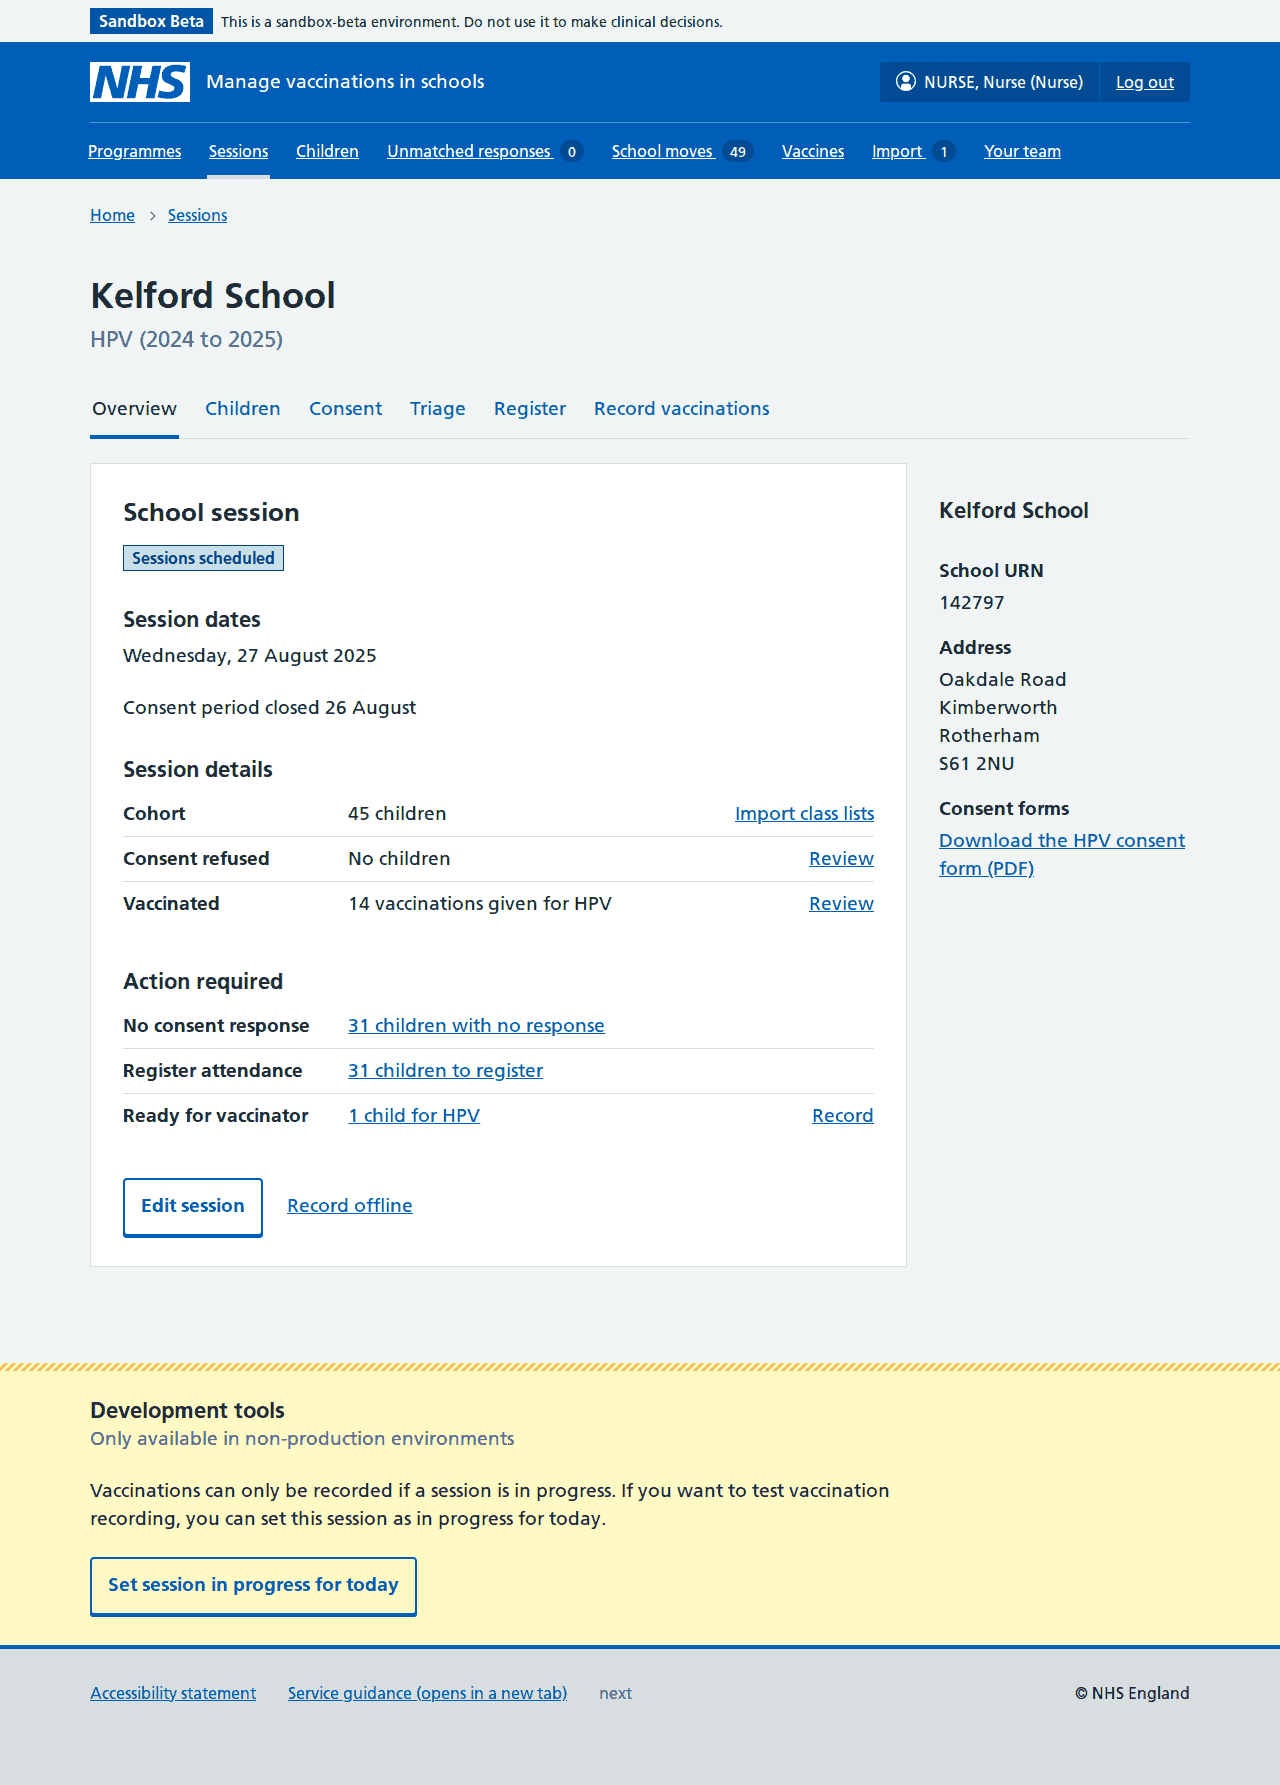 Sandbox Beta This is a sandbox-beta environment. Do not use it to make clinical decisions.
NHS Manage vaccinations in schools NURSE, Nurse (Nurse) Log out
Programmes Sessions Children Unmatched responses 0 School moves 49 Vaccines Import 1 Your team
Home Sessions
Kelford School
HPV (2024 to 2025)
Overview Children Consent Triage Register Record vaccinations
School session
Sessions scheduled
Session dates
Wednesday, 27 August 2025
Consent period closed 26 August
Session details
Cohort 45 children Import class lists
Consent refused No children Review
Vaccinated 14 vaccinations given for HPV Review
Action required
No consent response 31 children with no response
Register attendance 31 children to register
Ready for vaccinator 1 child for HPV Record
Edit session Record offline
Kelford School
School URN
142797
Address
Oakdale Road
Kimberworth
Rotherham
S61 2NU
Consent forms
Download the HPV consent
form (PDF)
Development tools
Only available in non-production environments
Vaccinations can only be recorded if a session is in progress. If you want to test vaccination
recording, you can set this session as in progress for today.
Set session in progress for today
Accessibility statement Service guidance (opens in a new tab) next © NHS England